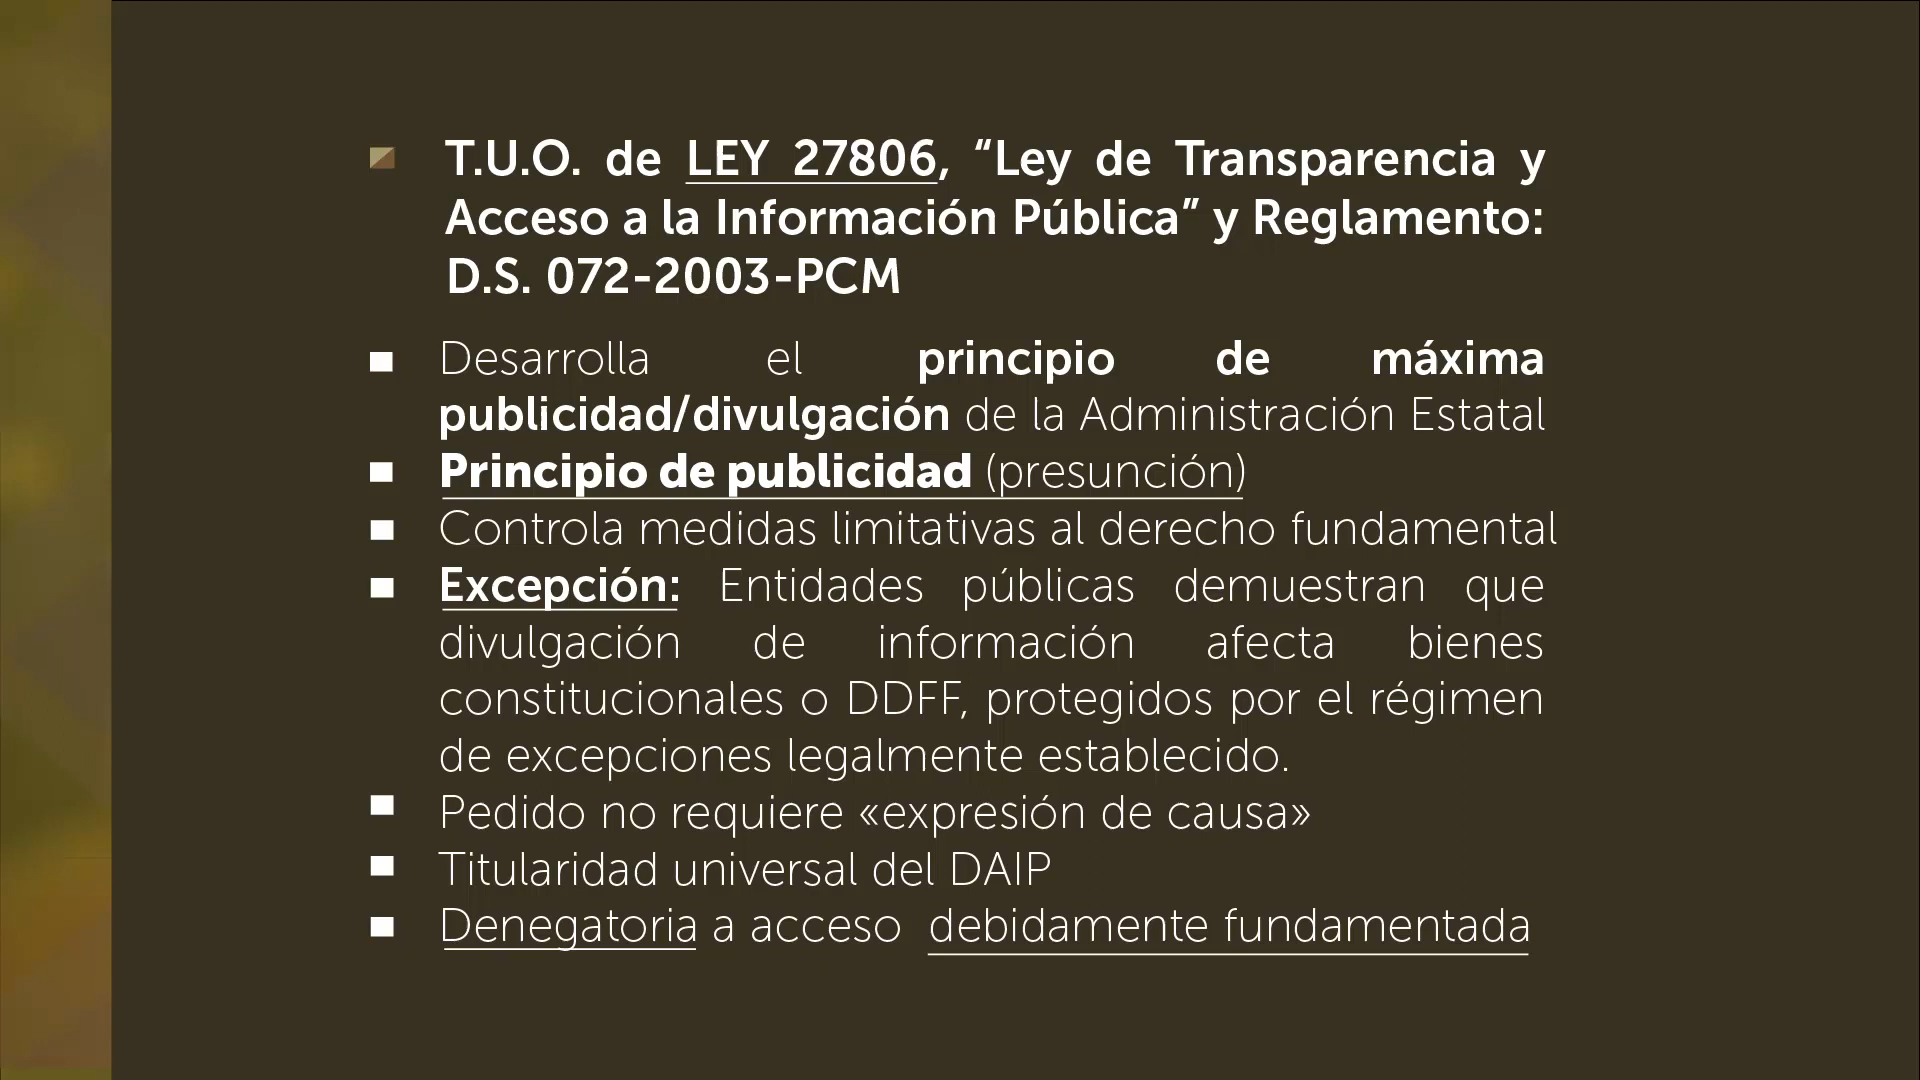 T.U.O. de LEY 27806, “Ley de Transparencia y
Acceso a la Información Pública” y Reglamento:
D.S. 072-2003-PCM
Desarrolla el principio de máxima
publicidad/divulgación de la Administración Estatal
Principio de publicidad (presunción)
Controla medidas limitativas al derecho fundamental
Excepción: Entidades públicas demuestran que
divulgación de información afecta bienes
constitucionales o DDFF, protegidos por el régimen
de excepciones legalmente establecido.
Pedido no requiere «expresión de causa»
Titularidad universal del DAIP
Denegatoria a acceso debidamente fundamentada